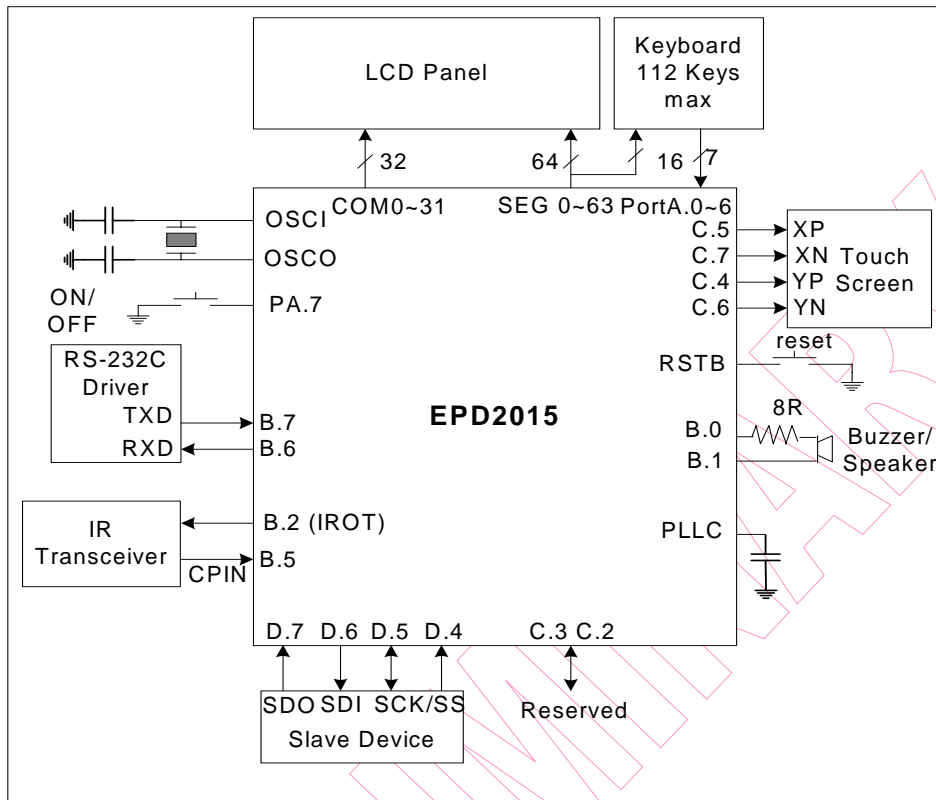 LCD Panel
Keyboard
112 Keys
max
32
64
16
7
COM0~31
SEG 0~63
PortA.0~6
OSCI
OSCO
ON/
OFF
PA.7
C.5
XP
C.7
XN
C.4
YP
C.6
YN
Touch
Screen
RS-232C
Driver
TXD
RXD
B.7
B.6
EPD2015
RSTB
reset
B.0
8R
B.1
Buzzer/
Speaker
IR
Transceiver
B.2 (IROT)
B.5
CPIN
PLLC
D.7
D.6
D.5
D.4
C.3 C.2
SDO
SDI
SCK/SS
Slave Device
Reserved